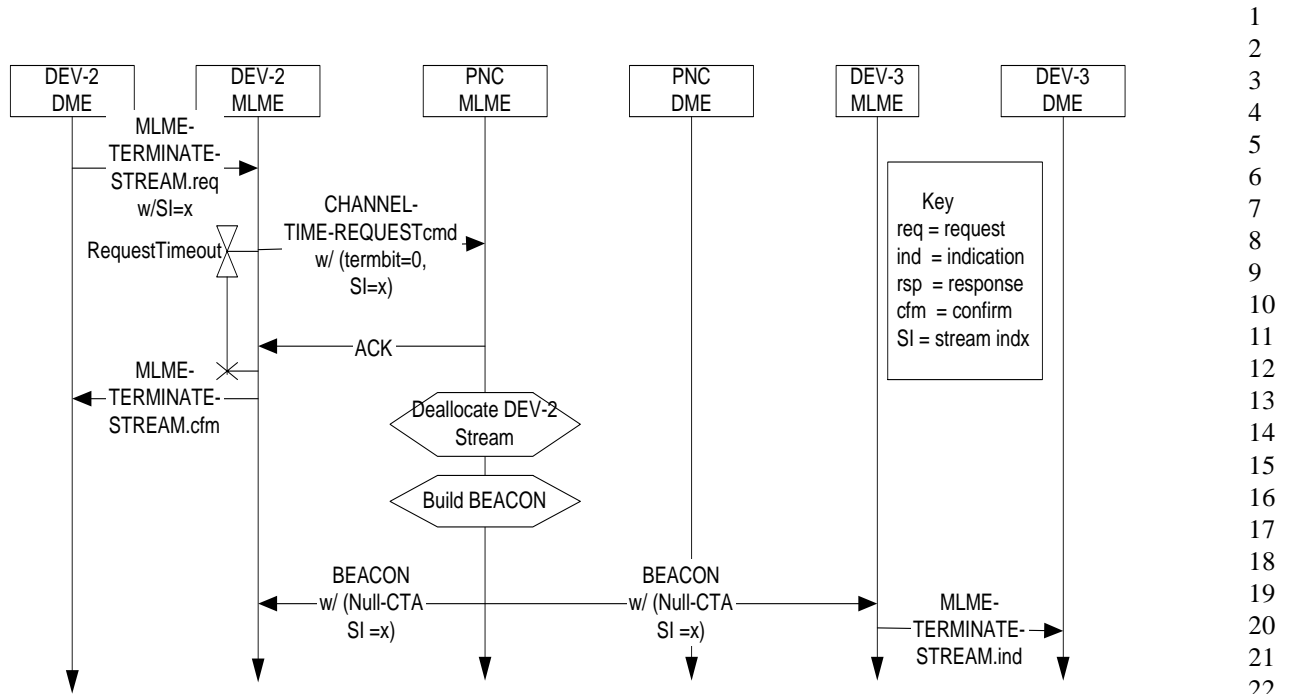 DEV-2
DME
DEV-2
MLME
PNC
MLME
PNC
DME
DEV-3
MLME
DEV-3
DME
MLME-
TERMINATE-
STREAM.req
w/SI=x
RequestTimeout
CHANNEL-
TIME-REQUESTcmd
w/ (termbit=0,
SI=x)
ACK
MLME-
TERMINATE-
STREAM.cfm
Deallocate DEV-2
Stream
Build BEACON
BEACON
w/ (Null-CTA
SI =x)
BEACON
w/ (Null-CTA
SI =x)
MLME-
TERMINATE-
STREAM.ind
Key
req = request
ind = indication
rsp = response
cfm = confirm
SI = stream indx
1
2
3
4
5
6
7
8
9
10
11
12
13
14
15
16
17
18
19
20
21
22